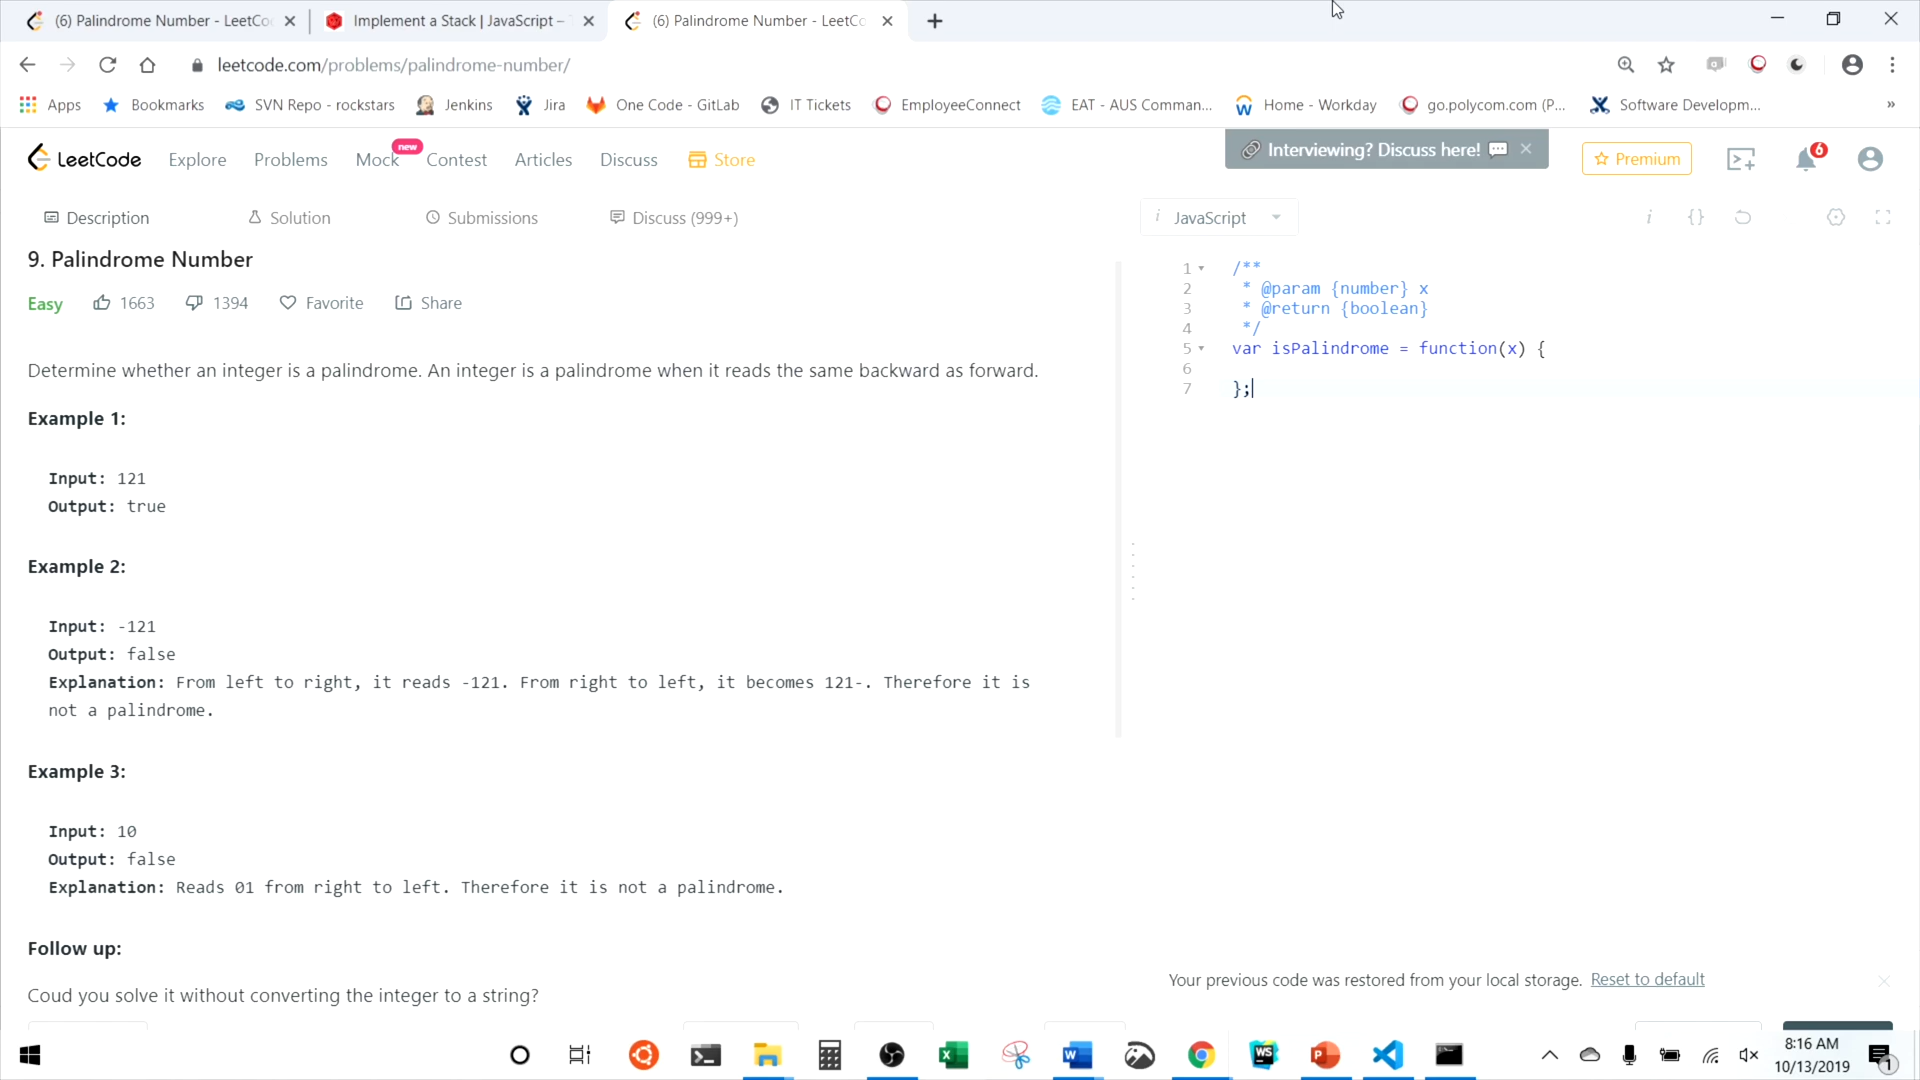 (6) Palindrome Number - LeetCo
Implement a Stack | JavaScript –
(6) Palindrome Number - LeetCo
leetcode.com/problems/palindrome-number/
Apps Bookmarks SVN Repo - rockstars Jenkins Jira One Code - GitLab IT Tickets EmployeeConnect EAT - AUS Comman... Home - Workday go.polycom.com (P... Software Developm... »
LeetCode Explore Problems Mock new Contest Articles Discuss Store
Interviewing? Discuss here!
Premium
6
Description Solution Submissions Discuss (999+)
i JavaScript
i {}
9. Palindrome Number
Easy 1663 1394 Favorite Share
Determine whether an integer is a palindrome. An integer is a palindrome when it reads the same backward as forward.
Example 1:
Input: 121
Output: true
Example 2:
Input: -121
Output: false
Explanation: From left to right, it reads -121. From right to left, it becomes 121-. Therefore it is
not a palindrome.
Example 3:
Input: 10
Output: false
Explanation: Reads 01 from right to left. Therefore it is not a palindrome.
Follow up:
Coud you solve it without converting the integer to a string?
1 /**
2 * @param {number} x
3 * @return {boolean}
4 */
5 var isPalindrome = function(x) {
6
7 };
Your previous code was restored from your local storage. Reset to default
WS
8:16 AM
10/13/2019
1